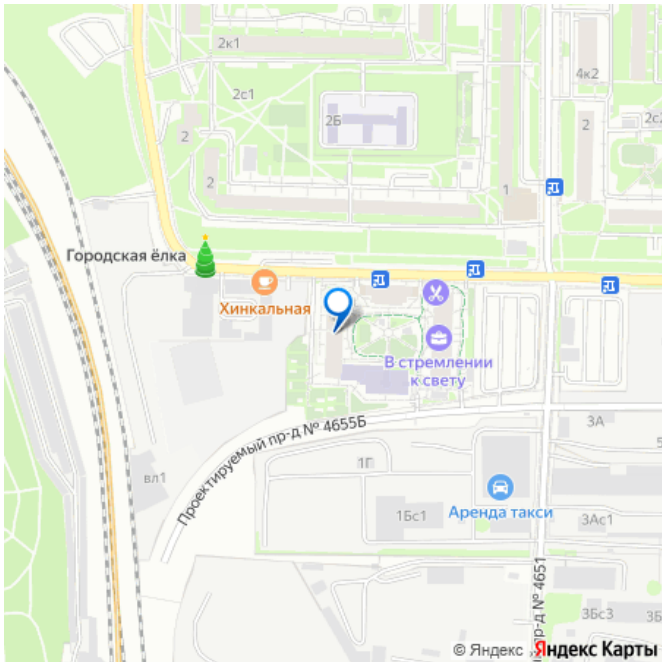 2к1
4к2
2с1
2с2
2Б
2
2
2
1
Городская ёлка
Хинкальная
В стремлении
к свету
Проектируемый пр-д № 4655Б
3А
1П
вл1
Аренда такси
1Бс1
3Ас1
пр-д № 4651
3Бс3
3Б
© Яндекс Яндекс Карты